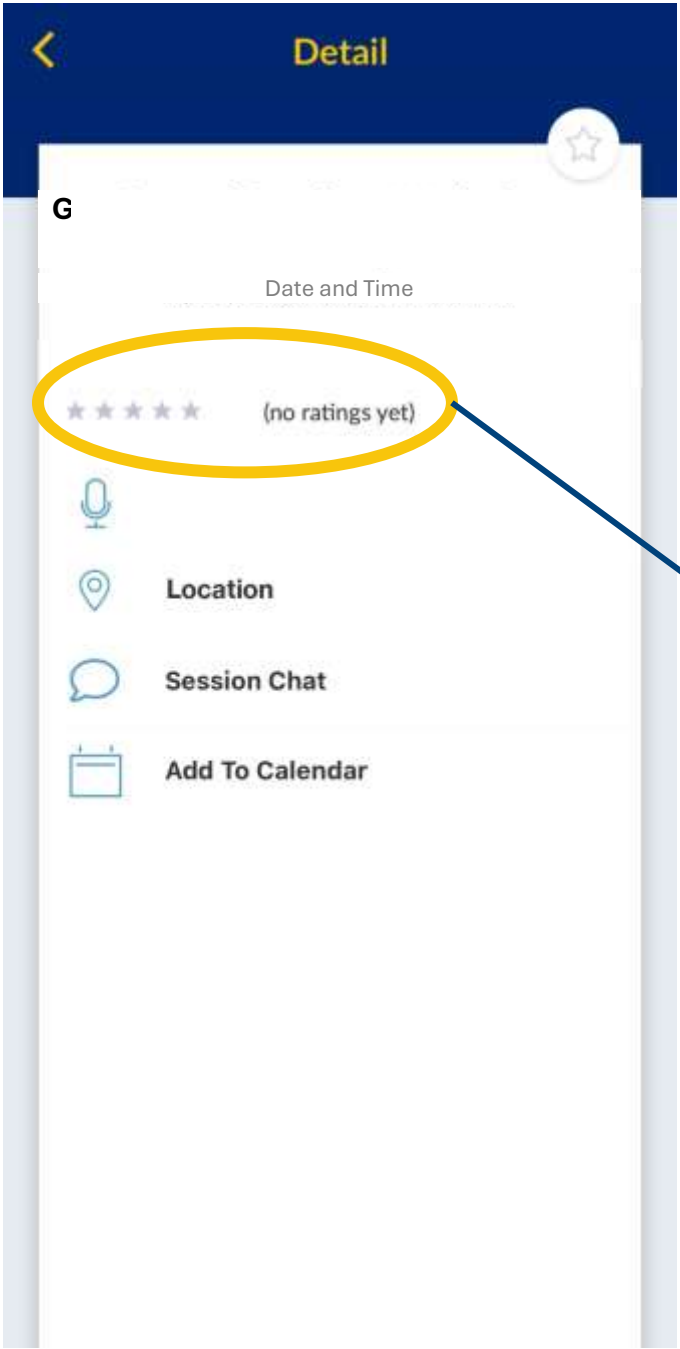 Detail
G
Date and Time
(no ratings yet)
Location
Session Chat
Add To Calendar